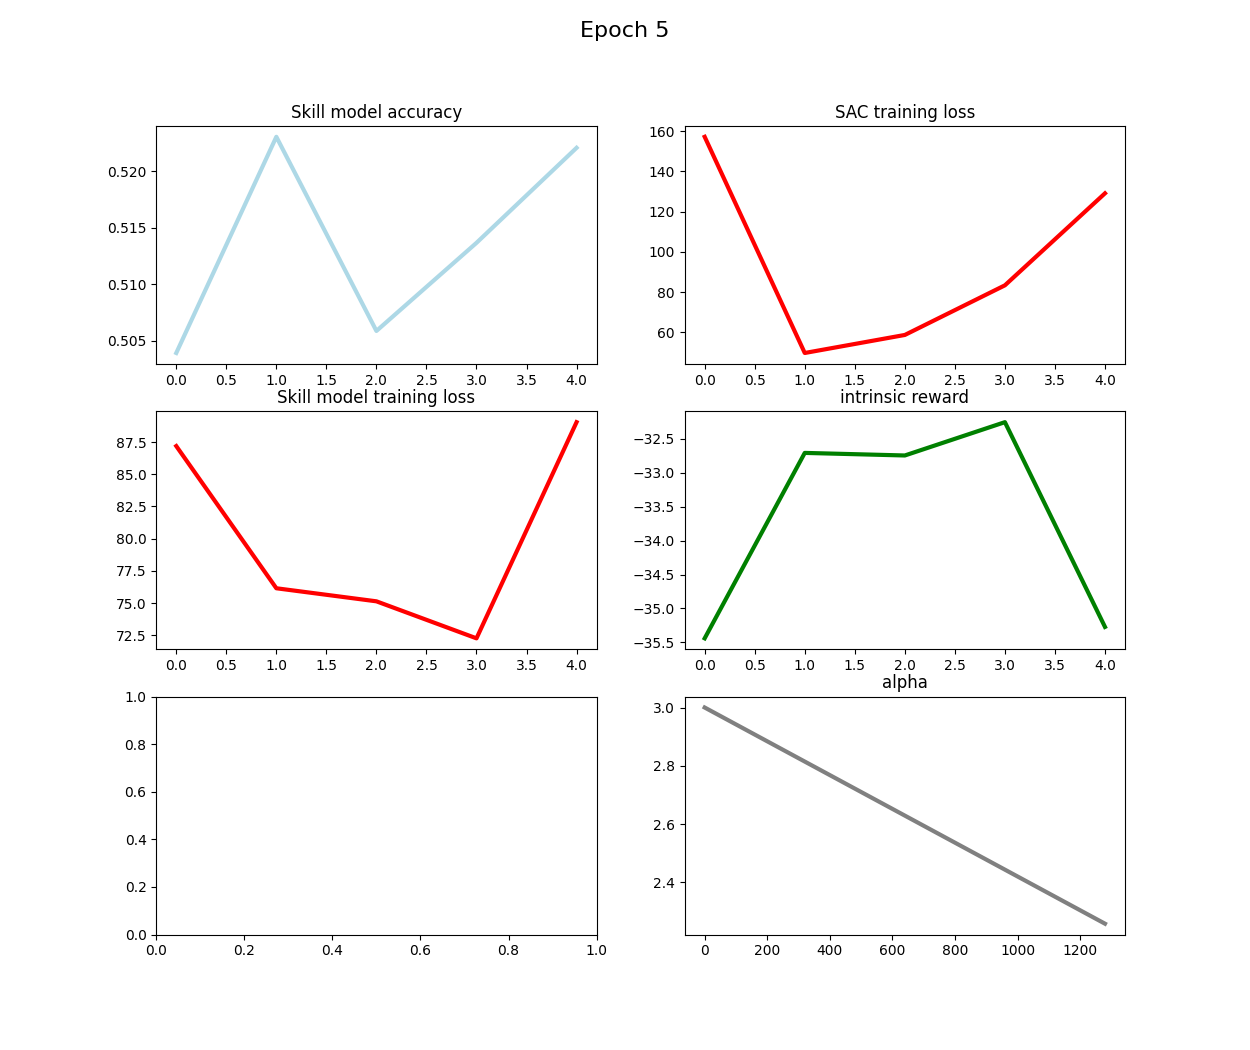 Epoch 5
Skill model accuracy
0.520
0.515
0.510
0.505
0.0 0.5 1.0 1.5 2.0 2.5 3.0 3.5 4.0
SAC training loss
160
140
120
100
80
60
0.0 0.5 1.0 1.5 2.0 2.5 3.0 3.5 4.0
Skill model training loss
87.5
85.0
82.5
80.0
77.5
75.0
72.5
0.0 0.5 1.0 1.5 2.0 2.5 3.0 3.5 4.0
intrinsic reward
−32.5
−33.0
−33.5
−34.0
−34.5
−35.0
−35.5
0.0 0.5 1.0 1.5 2.0 2.5 3.0 3.5 4.0
1.0
0.8
0.6
0.4
0.2
0.0
0.0 0.2 0.4 0.6 0.8 1.0
alpha
3.0
2.8
2.6
2.4
0 200 400 600 800 1000 1200